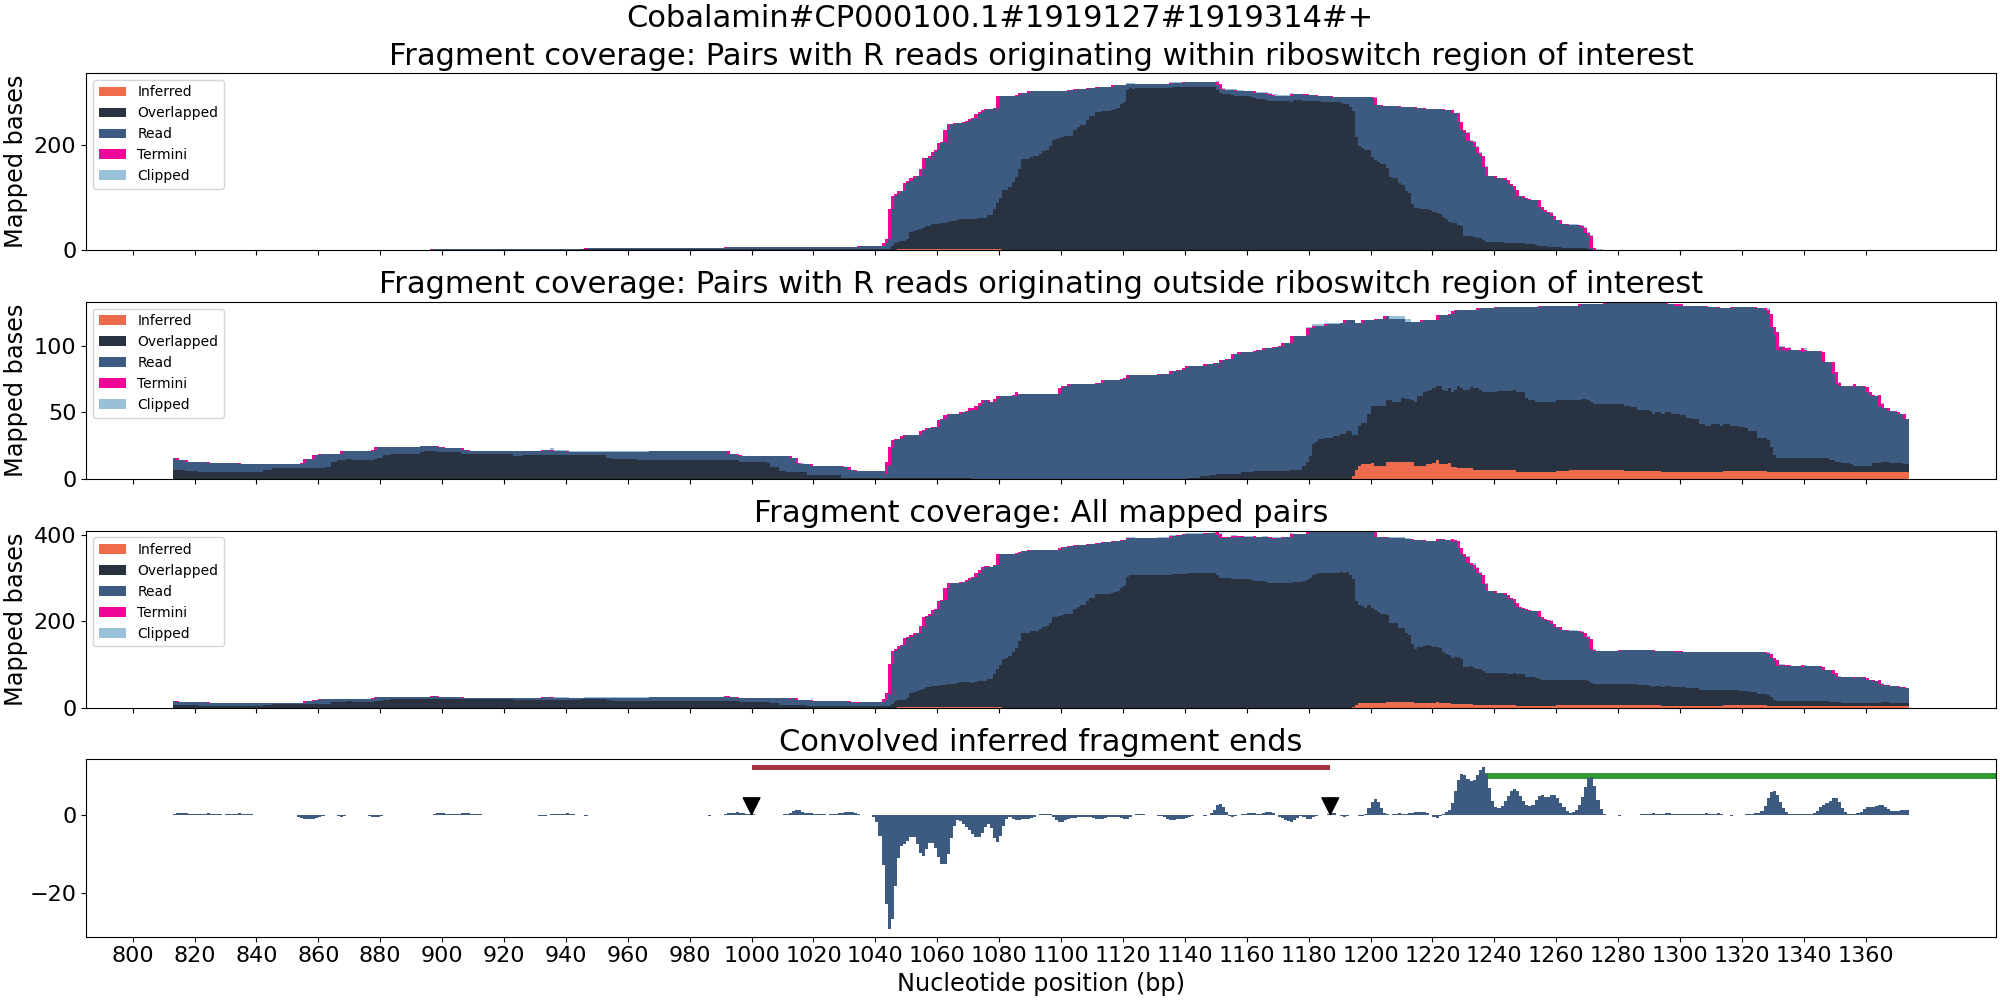 Cobalamin#CP000100.1#1919127#1919314#+
Fragment coverage: Pairs with R reads originating within riboswitch region of interest
Mapped bases
200
0
Inferred
Overlapped
Read
Termini
Clipped
Fragment coverage: Pairs with R reads originating outside riboswitch region of interest
Mapped bases
100
50
0
Inferred
Overlapped
Read
Termini
Clipped
Fragment coverage: All mapped pairs
Mapped bases
400
200
0
Inferred
Overlapped
Read
Termini
Clipped
Convolved inferred fragment ends
0
−20
800 820 840 860 880 900 920 940 960 980 1000 1020 1040 1060 1080 1100 1120 1140 1160 1180 1200 1220 1240 1260 1280 1300 1320 1340 1360
Nucleotide position (bp)